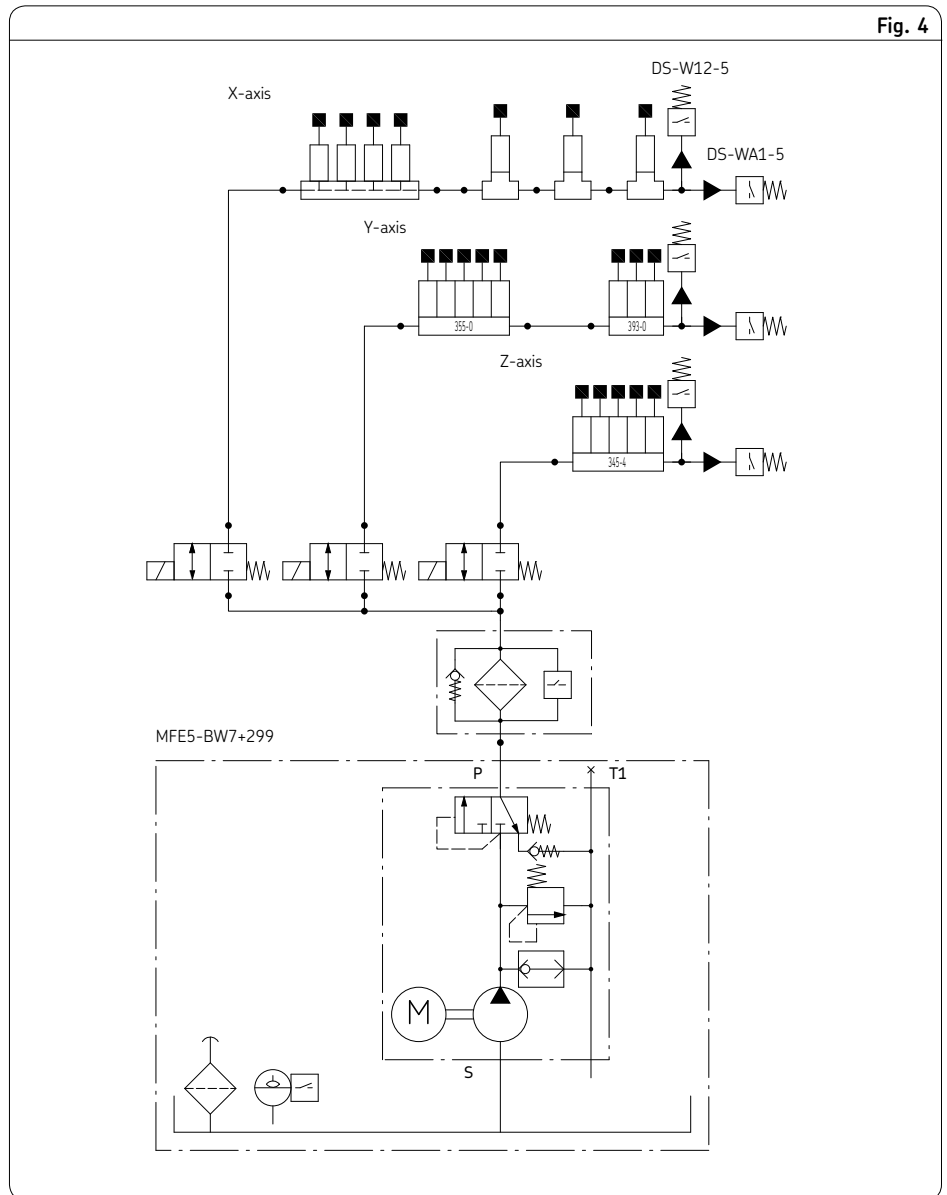 Fig. 4
DS-W12-5
X-axis
DS-WA1-5
Y-axis
355-0
393-0
Z-axis
345-4
MFE5-BW7+299
P
T1
M
S